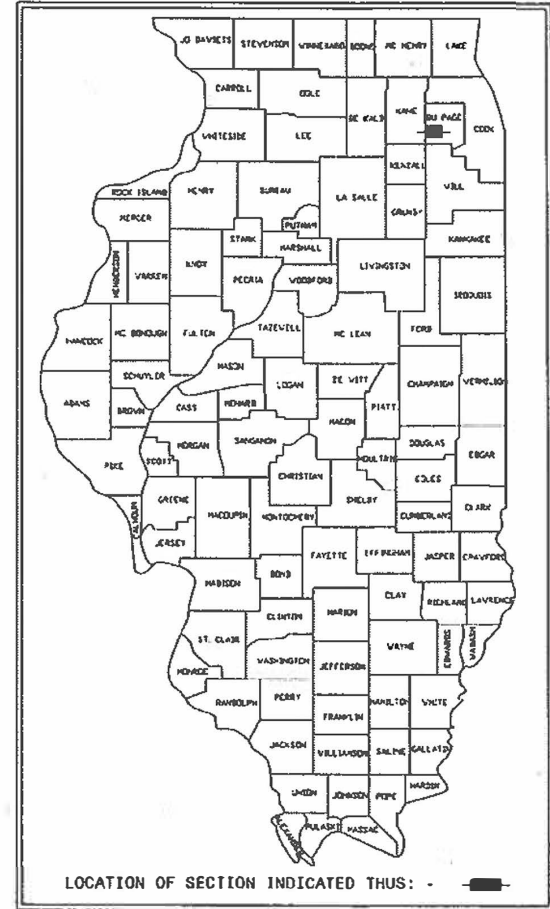 JO DAVSESS STEVENSON WINNEBAGO BOONE MC HENRY LAKE
CARROLL OGLE
DE KALB KANE DU PAGE COOK
WHITESIDE LEE
KENDALL WILL
ROCK ISLAND HENRY BUREAU LA SALLE GRUNDY
MERCER PUTNAM
STARK MARSHALL KANKAKEE
HENDERSON WARREN KNOX PEORIA WOODFORD LIVINGSTON IROQUOIS
HANCOCK MC DONOUGH FULTON TAZEWELL MC LEAN FORD
MASON
SCHUYLER LOGAN DE WITT CHAMPAIGN VERMILION
ADAMS BROWN CASS MENARD MACON PIATT
SANGAMON DOUGLAS
PIKE SCOTT MORGAN MOULTRIE EDGAR
CHRISTIAN COLES
GREENE SHELBY
CALHOUN MACOUPIN MONTGOMERY CUMBERLAND CLARK
JERSEY
FAYETTE EFFINGHAM JASPER CRAWFORD
MADISON BOND
CLAY RICHLAND LAWRENCE
CLINTON MARION
ST. CLAIR WAYNE EDWARDS WABASH
WASHINGTON JEFFERSON
MONROE
RANDOLPH PERRY HAMILTON WHITE
FRANKLIN
JACKSON WILLIAMSON SALINE GALLATIN
UNION JOHNSON POPE HARDIN
ALEXANDER PULASKI MASSAC
LOCATION OF SECTION INDICATED THUS: -